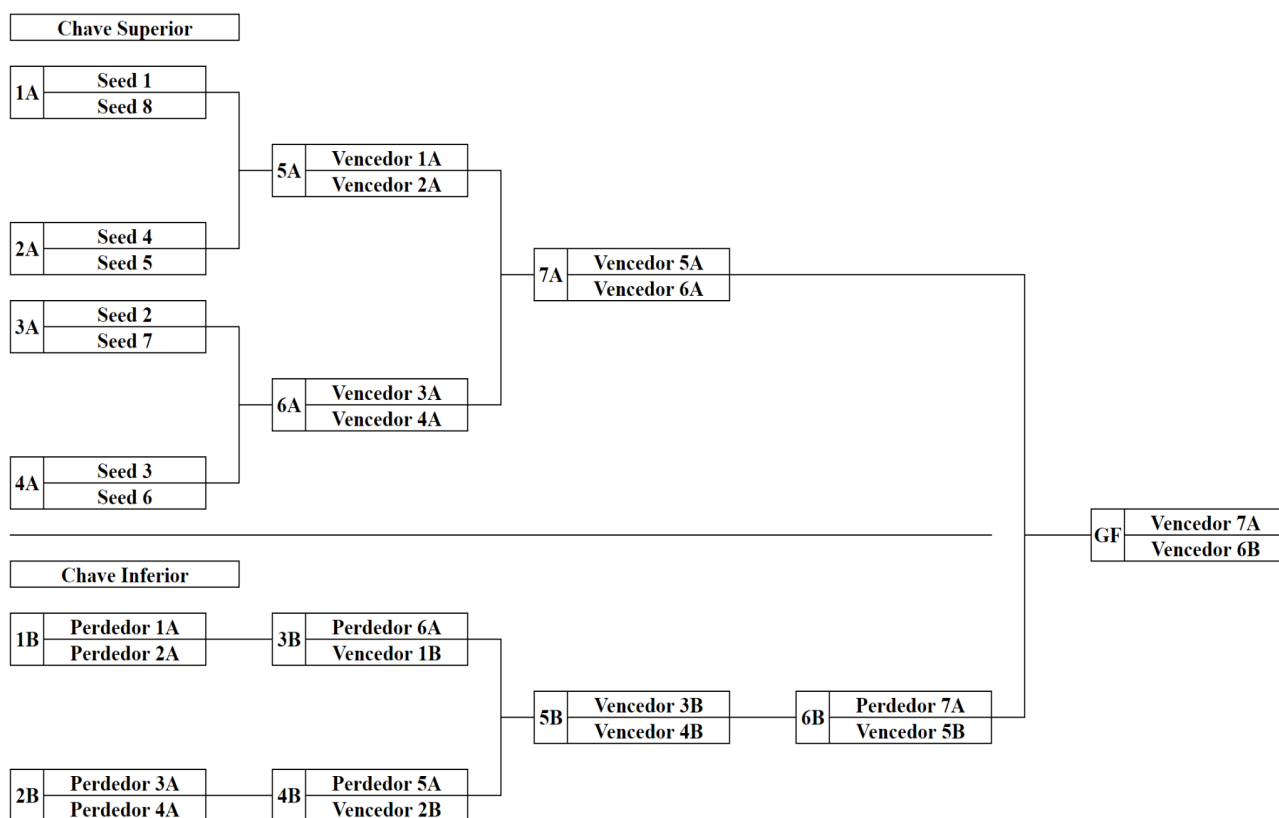 Chave Superior
1A
Seed 1
Seed 8
5A
Vencedor 1A
Vencedor 2A
2A
Seed 4
Seed 5
7A
Vencedor 5A
Vencedor 6A
3A
Seed 2
Seed 7
6A
Vencedor 3A
Vencedor 4A
4A
Seed 3
Seed 6
GF
Vencedor 7A
Vencedor 6B
Chave Inferior
1B
Perdedor 1A
Perdedor 2A
3B
Perdedor 6A
Vencedor 1B
5B
Vencedor 3B
Vencedor 4B
6B
Perdedor 7A
Vencedor 5B
2B
Perdedor 3A
Perdedor 4A
4B
Perdedor 5A
Vencedor 2B